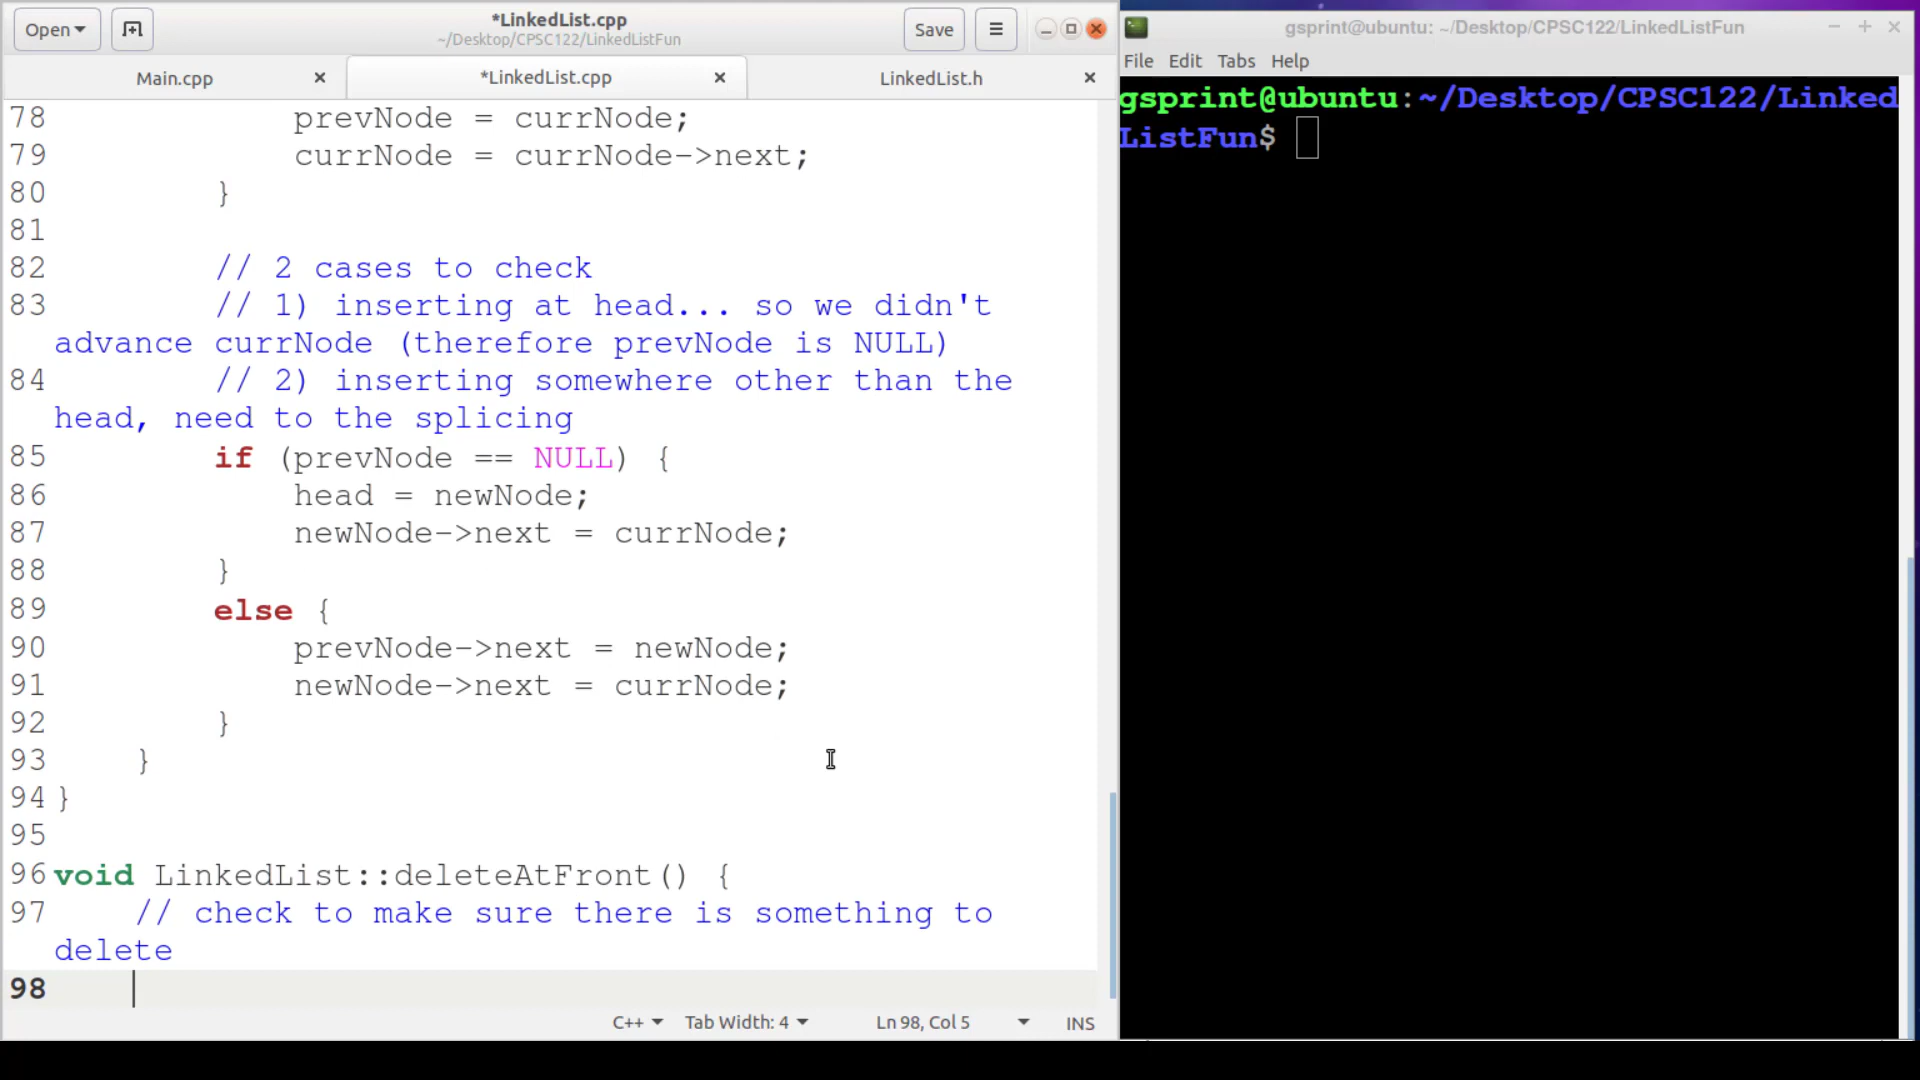 Open
*LinkedList.cpp
~/Desktop/CPSC122/LinkedListFun
Save
Main.cpp
*LinkedList.cpp
LinkedList.h
78 prevNode = currNode;
79 currNode = currNode->next;
80 }
81
82 // 2 cases to check
83 // 1) inserting at head... so we didn't
advance currNode (therefore prevNode is NULL)
84 // 2) inserting somewhere other than the
head, need to the splicing
85 if (prevNode == NULL) {
86 head = newNode;
87 newNode->next = currNode;
88 }
89 else {
90 prevNode->next = newNode;
91 newNode->next = currNode;
92 }
93 }
94 }
95
96 void LinkedList::deleteAtFront() {
97 // check to make sure there is something to
delete
98
C++ Tab Width: 4 Ln 98, Col 5 INS
gsprint@ubuntu: ~/Desktop/CPSC122/LinkedListFun
File Edit Tabs Help
gsprint@ubuntu:~/Desktop/CPSC122/Linked
ListFun$